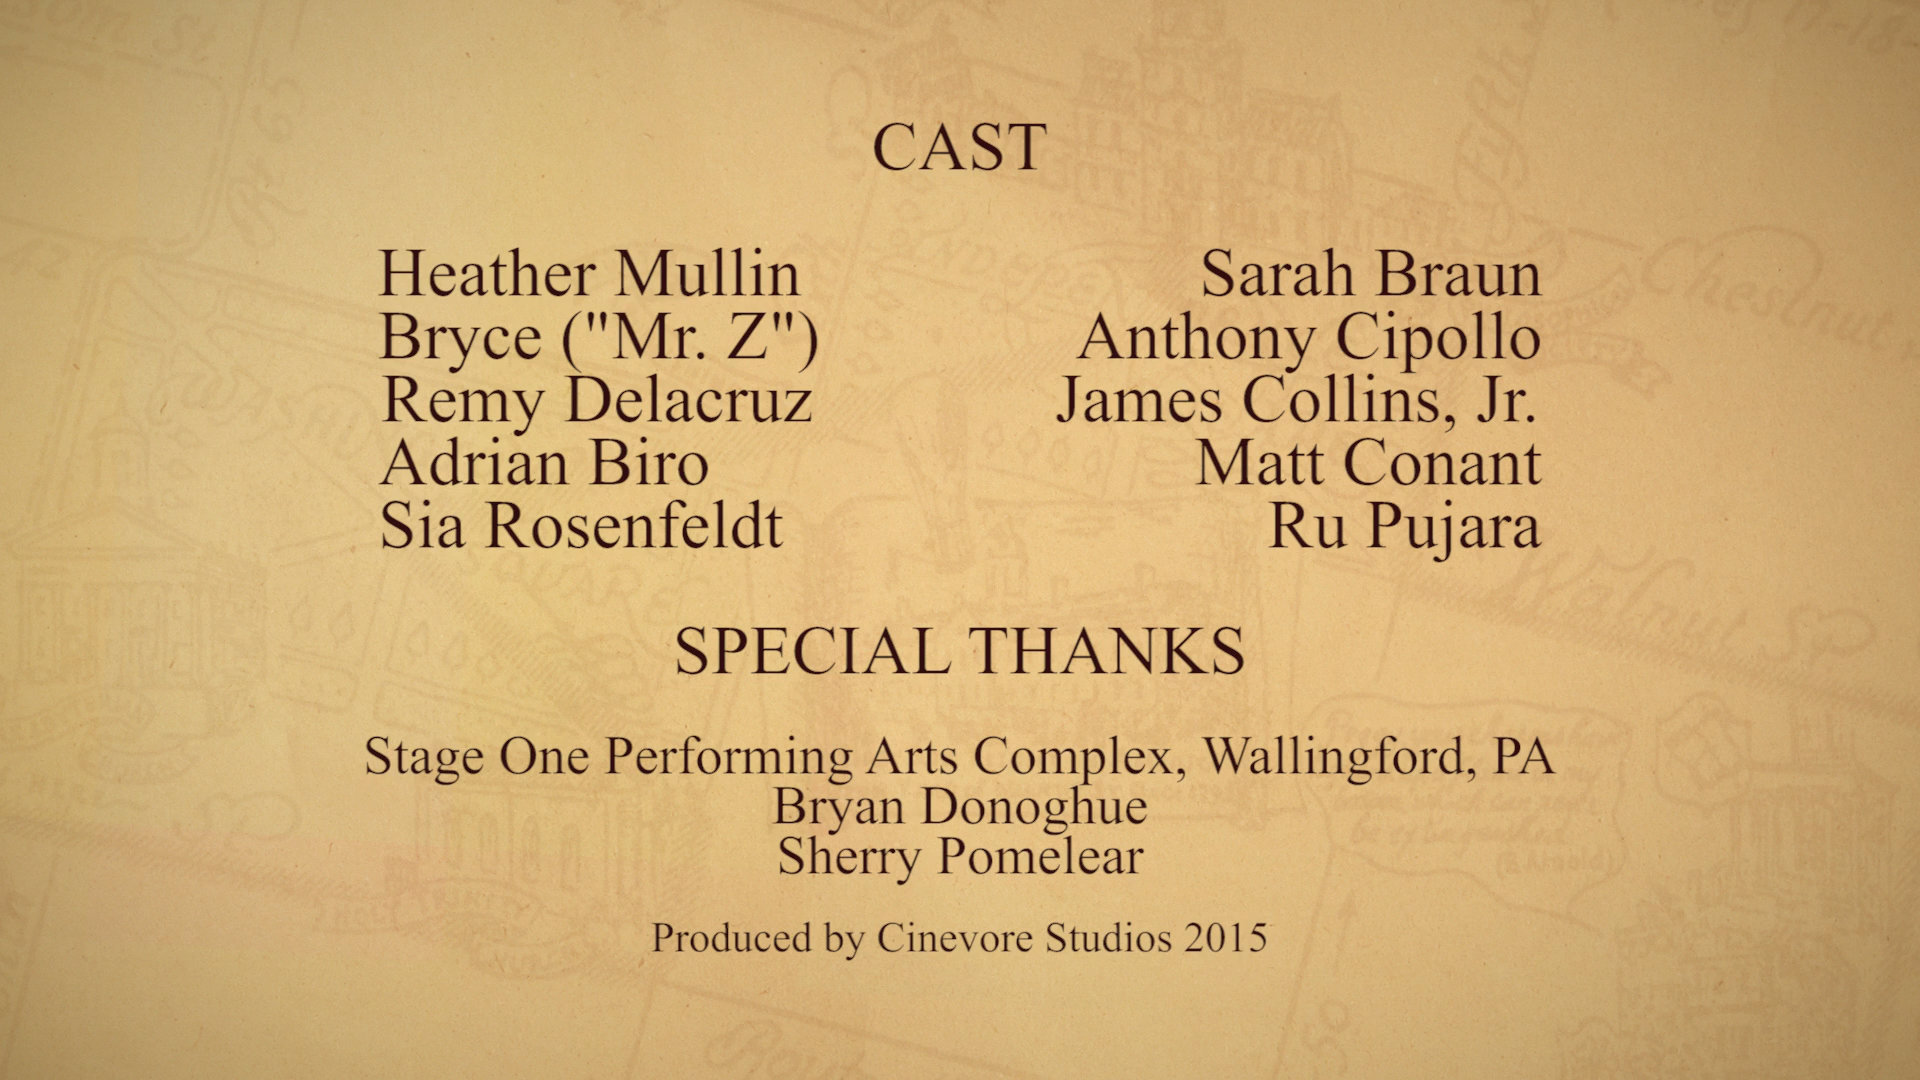 CAST
Heather Mullin Sarah Braun
Bryce ("Mr. Z") Anthony Cipollo
Remy Delacruz James Collins, Jr.
Adrian Biro Matt Conant
Sia Rosenfeldt Ru Pujara
SPECIAL THANKS
Stage One Performing Arts Complex, Wallingford, PA
Bryan Donoghue
Sherry Pomelear
Produced by Cinevore Studios 2015
Chestnut
Walnut